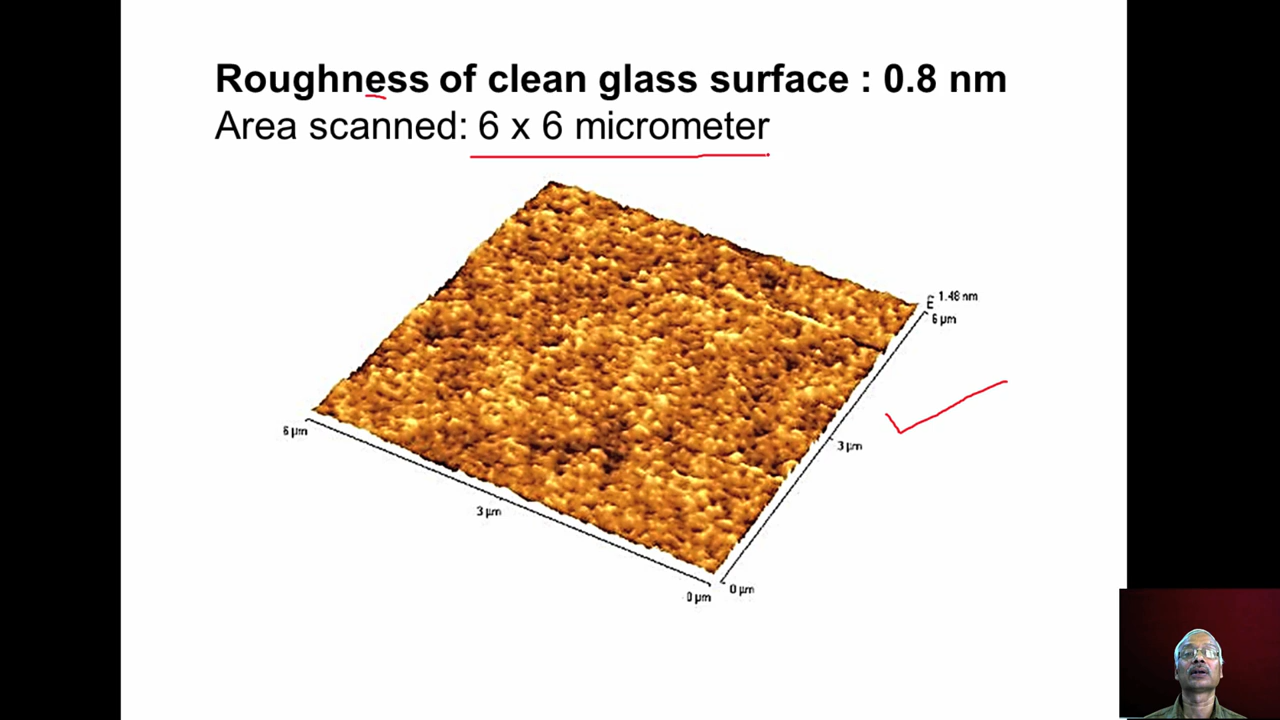 Roughness of clean glass surface : 0.8 nm
Area scanned: 6 x 6 micrometer
1.48 nm
6 µm
6 µm
3 µm
3 µm
0 µm
0 µm